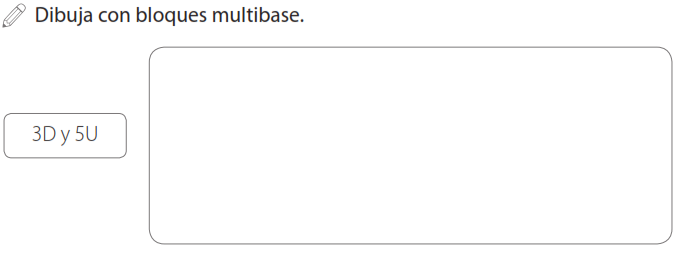 Dibuja con bloques multibase.
3D y 5U